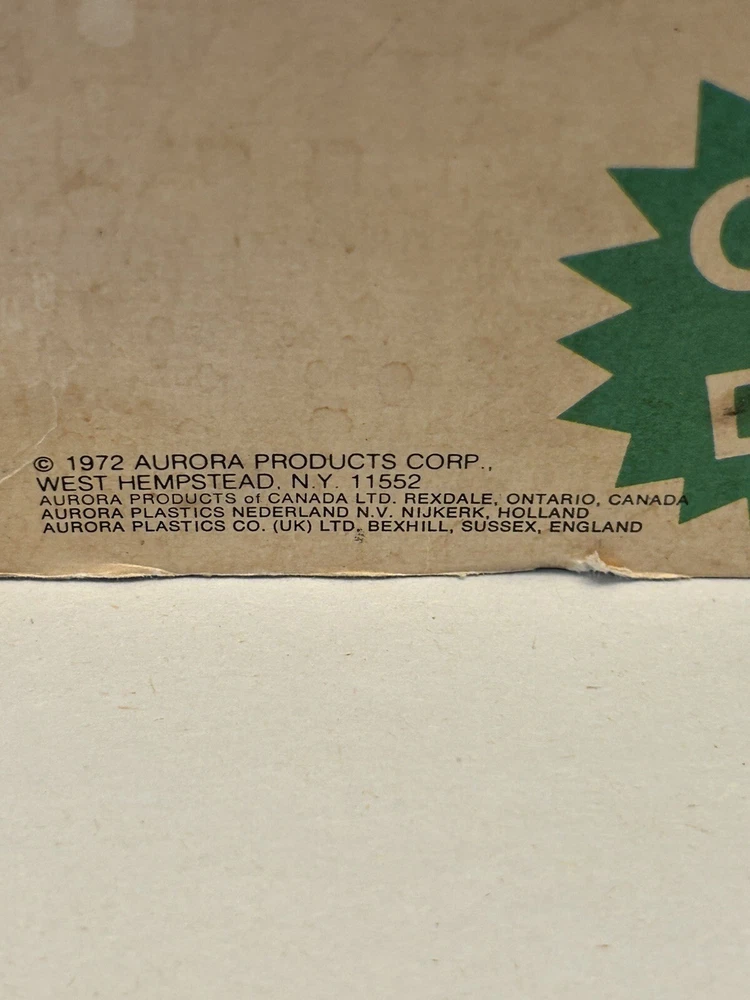 © 1972 AURORA PRODUCTS CORP.,
WEST HEMPSTEAD, N.Y. 11552
AURORA PRODUCTS of CANADA LTD. REXDALE, ONTARIO, CANADA
AURORA PLASTICS NEDERLAND N.V. NIJKERK, HOLLAND
AURORA PLASTICS CO. (UK) LTD. BEXHILL, SUSSEX, ENGLAND